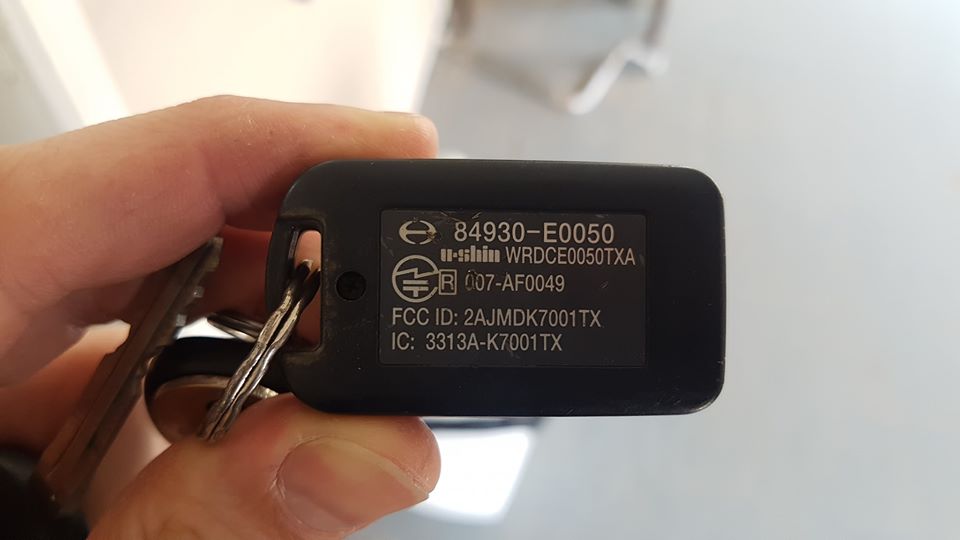 84930-E0050
u-shin WRDCE0050TXA
R 007-AF0049
FCC ID: 2AJMDK7001TX
IC: 3313A-K7001TX